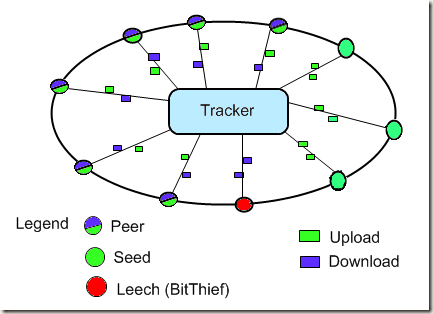 Tracker
Legend
Peer
Seed
Leech (BitThief)
Upload
Download